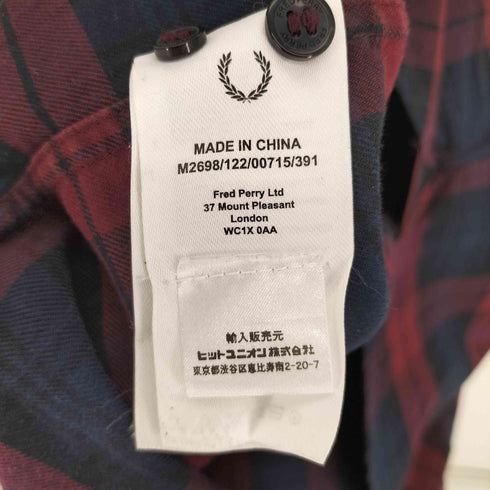 FRED PERRY
MADE IN CHINA
M2698/122/00715/391
Fred Perry Ltd
37 Mount Pleasant
London
WC1X 0AA
輸入販売元
ヒットユニオン株式会社
東京都渋谷区恵比寿南2-20-7